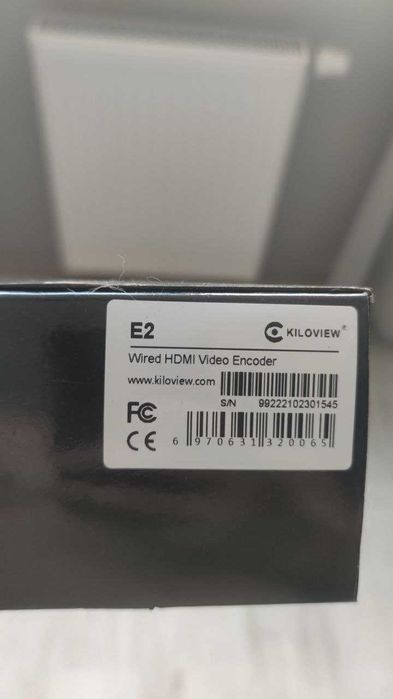 E2
KILOVIEW®
Wired HDMI Video Encoder
www.kiloview.com
S/N 99222102301545
FC
CE
6 970631 320065